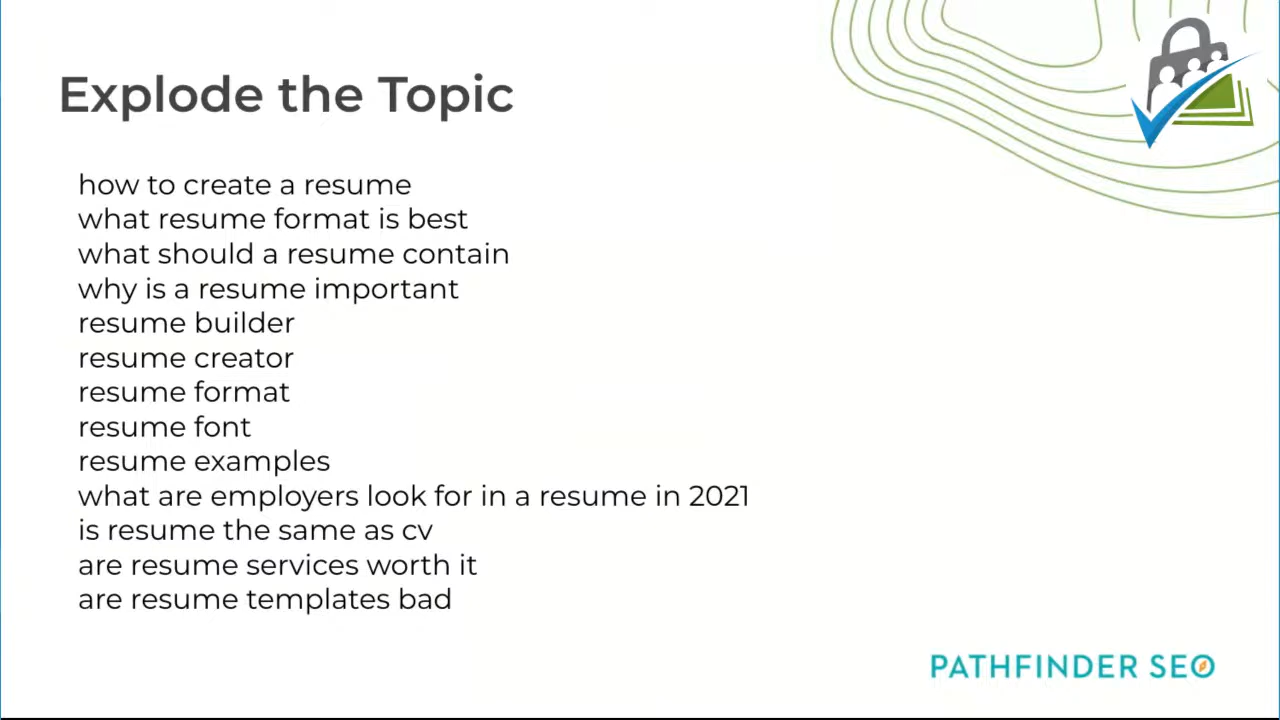 Explode the Topic
how to create a resume
what resume format is best
what should a resume contain
why is a resume important
resume builder
resume creator
resume format
resume font
resume examples
what are employers look for in a resume in 2021
is resume the same as cv
are resume services worth it
are resume templates bad
PATHFINDER SEO